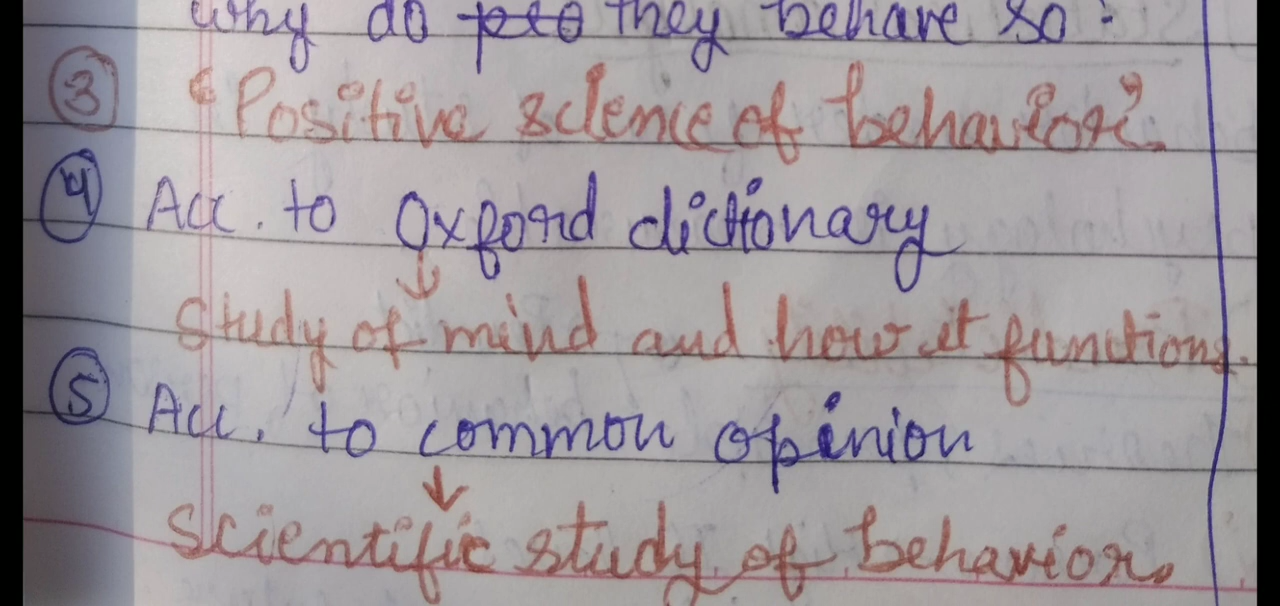 why do they behave so :
③ "Positive science of behavior".
④ Acc. to Oxford dictionary
↓
Study of mind and how it functions.
⑤ Acc. to common opinion
↓
Scientific study of behavior.